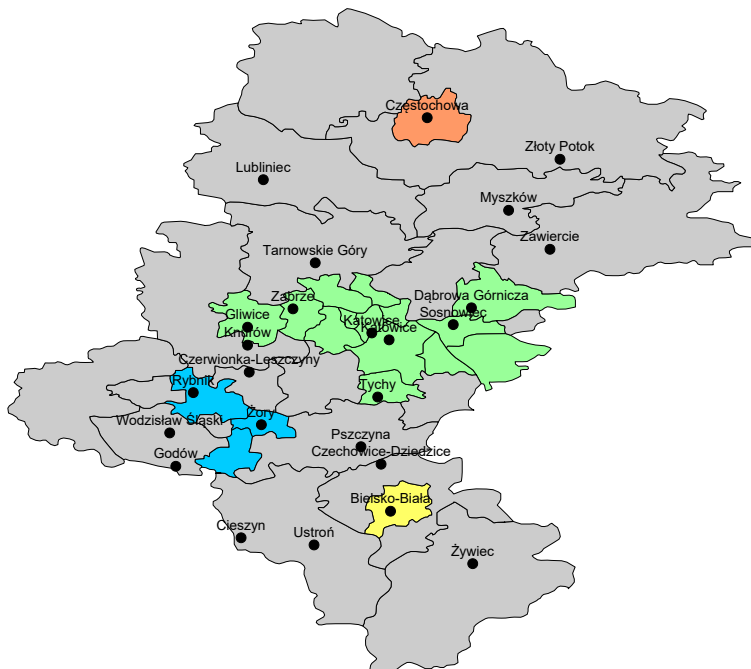 Częstochowa
Złoty Potok
Lubliniec
Myszków
Zawiercie
Tarnowskie Góry
Dąbrowa Górnicza
Zabrze
Gliwice
Sosnowiec
Katowice
Katowice
Knurów
Czerwionka-Leszczyny
Rybnik
Tychy
Żory
Wodzisław Śląski
Pszczyna
Czechowice-Dziedzice
Godów
Bielsko-Biała
Cieszyn
Ustroń
Żywiec